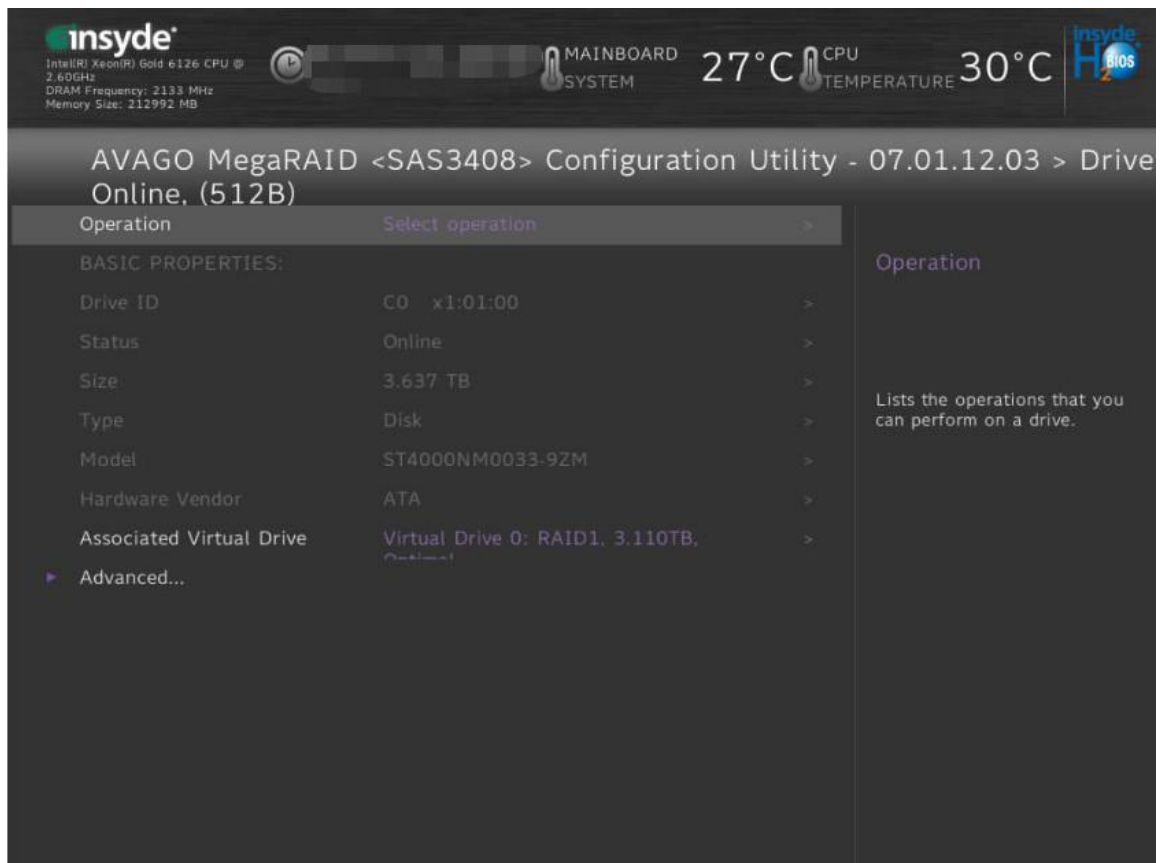 insyde
Intel(R) Xeon(R) Gold 6126 CPU @
2.60GHz
DRAM Frequency: 2133 MHz
Memory Size: 212992 MB
MAINBOARD
SYSTEM
27°C
CPU
TEMPERATURE
30°C
insyde
H2O BIOS
AVAGO MegaRAID <SAS3408> Configuration Utility - 07.01.12.03 > Drive
Online, (512B)
Operation Select operation >
BASIC PROPERTIES:
Drive ID C0 x1:01:00 >
Status Online >
Size 3.637 TB >
Type Disk >
Model ST4000NM0033-9ZM >
Hardware Vendor ATA >
Associated Virtual Drive Virtual Drive 0: RAID1, 3.110TB, >
Optimal
Advanced...
Operation
Lists the operations that you
can perform on a drive.